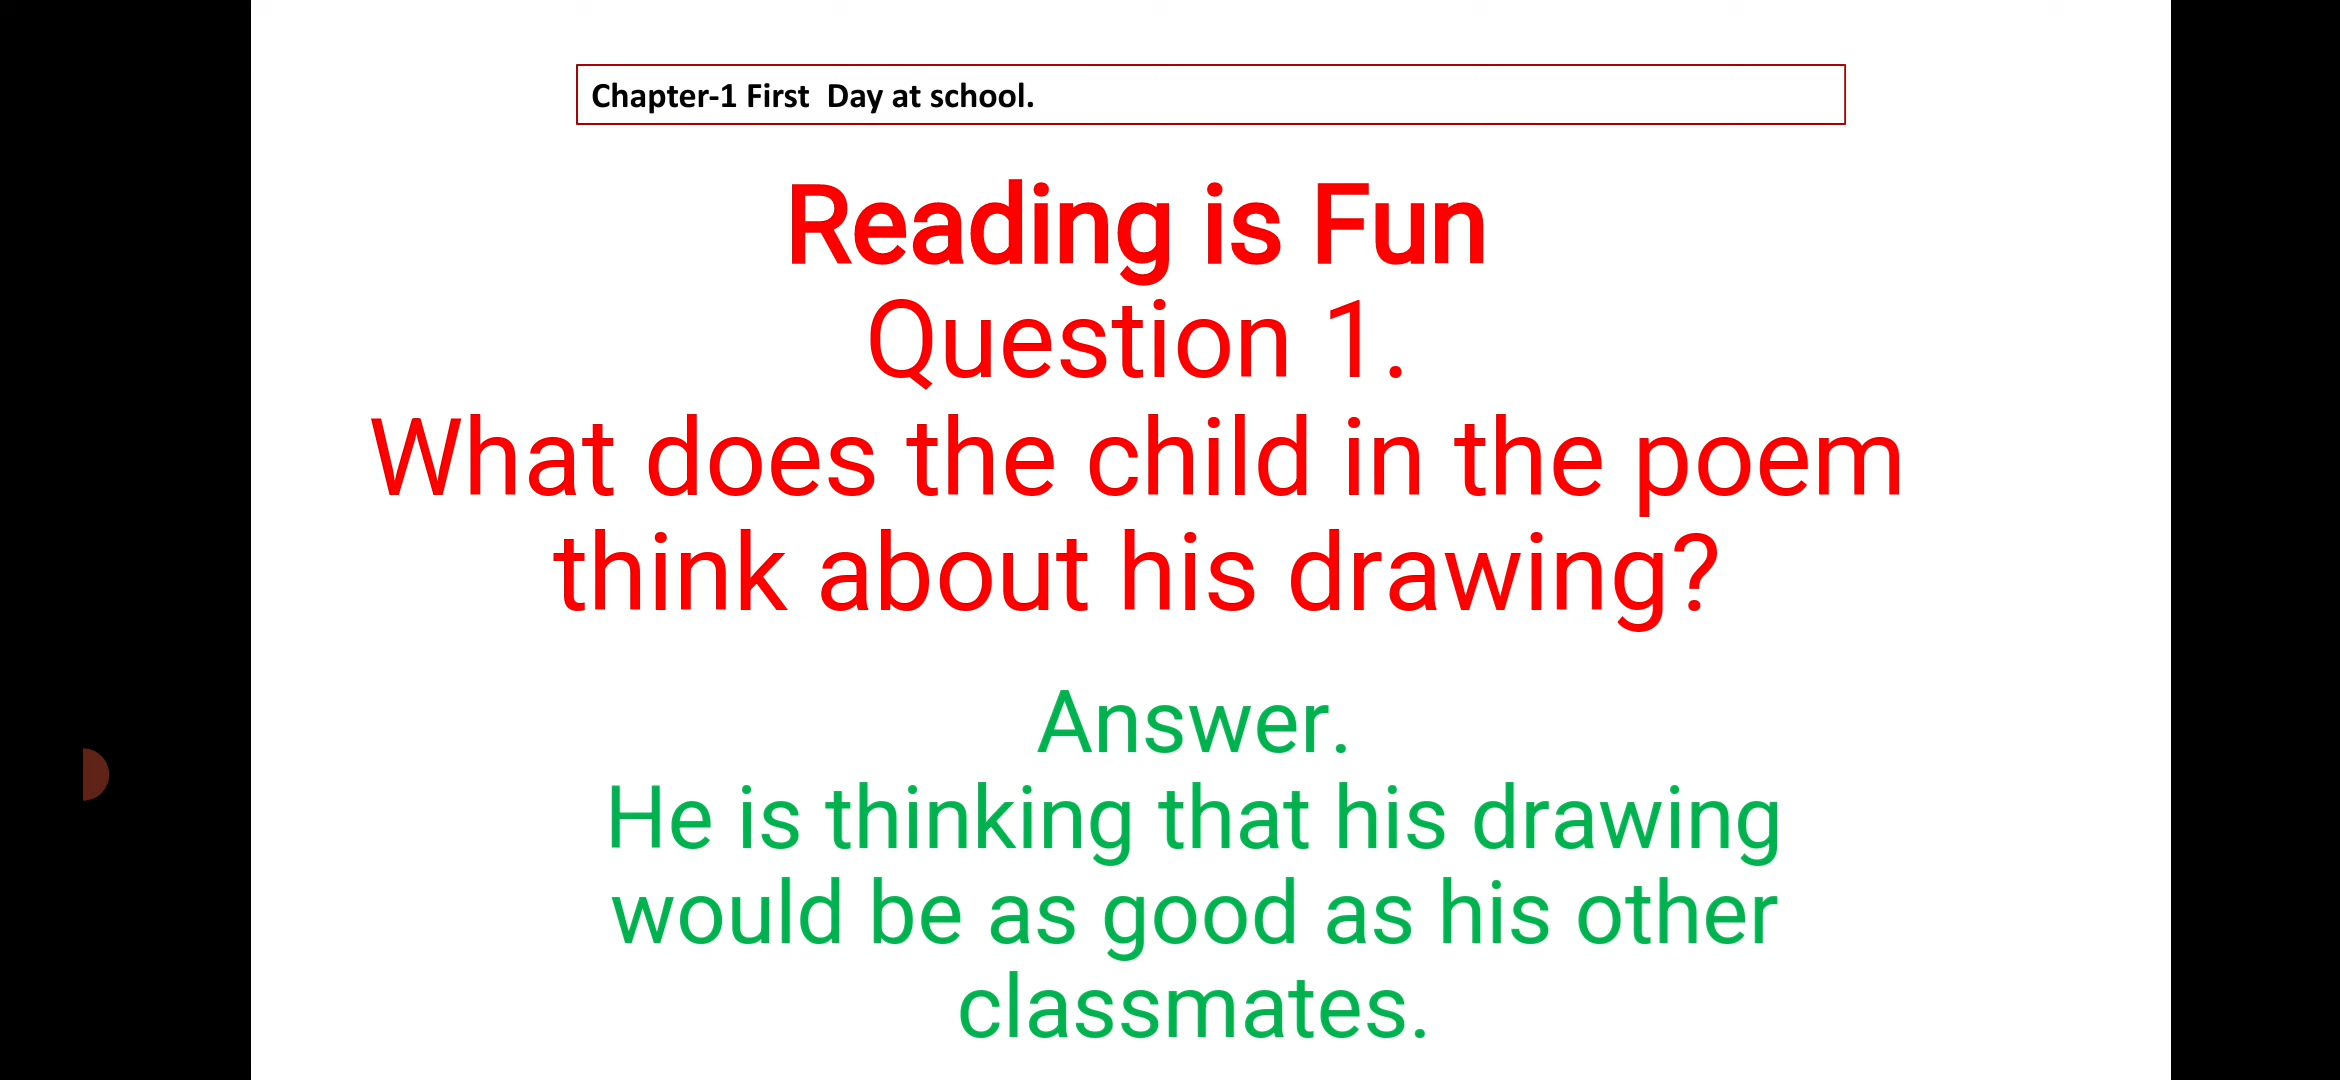 Chapter-1 First  Day at school.
Reading is Fun
Question 1.
What does the child in the poem
think about his drawing?
Answer.
He is thinking that his drawing
would be as good as his other
classmates.